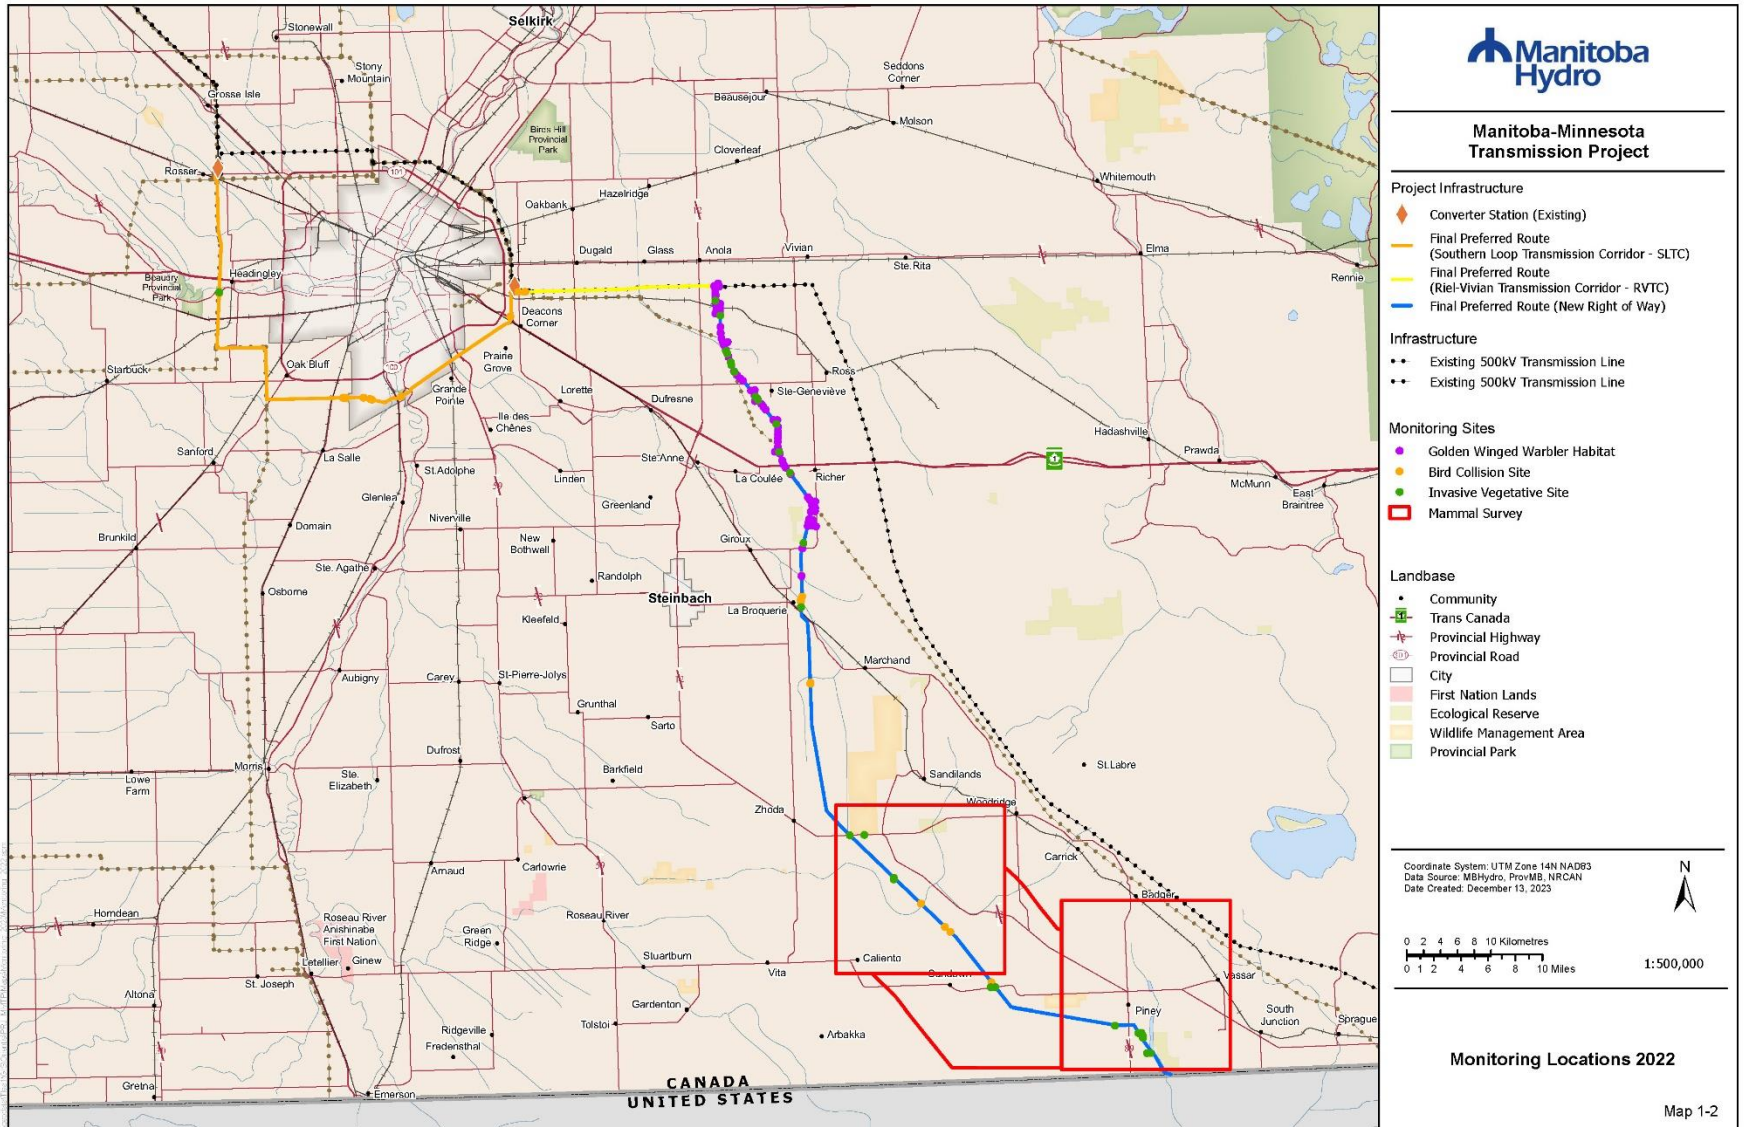 Selkirk
Stonewall
Stony
Mountain
Grosse Isle
Seddons
Corner
Beausejour
Birds Hill
Provincial
Park
Molson
Cloverleaf
Rosser
101
Whitemouth
Hazelridge
Oakbank
Dugald
Glass
Anola
Vivian
Ste. Rita
Elma
Rennie
Headingley
Beaudry
Provincial
Park
Deacons
Corner
Prairie
Grove
Oak Bluff
Starbuck
Ross
Grande
Pointe
Lorette
Ste-Geneviève
Dufresne
Ile des
Chênes
Hadashville
Prawda
Sanford
La Salle
St.Adolphe
Ste.Anne
La Coulée
Richer
1
Linden
McMunn
East
Braintree
Glenlea
Greenland
Domain
Niverville
Brunkild
New
Bothwell
Giroux
Ste. Agathe
Randolph
Osborne
Steinbach
La Broquerie
Kleefeld
Marchand
Aubigny
Carey
St-Pierre-Jolys
12
Grunthal
Sarto
Dufrost
Morris
Lowe
Farm
Ste.
Elizabeth
Barkfield
Sandilands
St.Labre
Woodridge
Zhoda
Carrick
Arnaud
Carlowrie
59
Badger
Horndean
Roseau River
Anishinabe
First Nation
Roseau River
Green
Ridge
Letellier
Ginew
Stuartburn
Vita
Caliento
Sundown
Vassar
St. Joseph
Altona
Gardenton
Tolstoi
Arbakka
Piney
South
Junction
Sprague
Ridgeville
Fredensthal
89
Gretna
Emerson
CANADA
UNITED STATES
Manitoba
Hydro
Manitoba-Minnesota
Transmission Project
Project Infrastructure
Converter Station (Existing)
Final Preferred Route
(Southern Loop Transmission Corridor - SLTC)
Final Preferred Route
(Riel-Vivian Transmission Corridor - RVTC)
Final Preferred Route (New Right of Way)
Infrastructure
Existing 500kV Transmission Line
Existing 500kV Transmission Line
Monitoring Sites
Golden Winged Warbler Habitat
Bird Collision Site
Invasive Vegetative Site
Mammal Survey
Landbase
Community
Trans Canada
Provincial Highway
Provincial Road
City
First Nation Lands
Ecological Reserve
Wildlife Management Area
Provincial Park
Coordinate System: UTM Zone 14N NAD83
Data Source: MBHydro, ProvMB, NRCAN
Date Created: December 13, 2023
N
0 2 4 6 8 10 Kilometres
0 1 2 4 6 8 10 Miles
1:500,000
Monitoring Locations 2022
Map 1-2